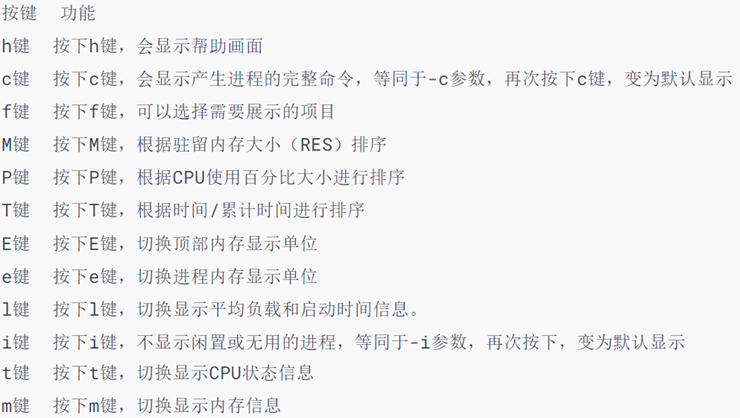 按键 功能
h键 按下h键，会显示帮助画面
c键 按下c键，会显示产生进程的完整命令，等同于-c参数，再次按下c键，变为默认显示
f键 按下f键，可以选择需要展示的项目
M键 按下M键，根据驻留内存大小（RES）排序
P键 按下P键，根据CPU使用百分比大小进行排序
T键 按下T键，根据时间/累计时间进行排序
E键 按下E键，切换顶部内存显示单位
e键 按下e键，切换进程内存显示单位
l键 按下l键，切换显示平均负载和启动时间信息。
i键 按下i键，不显示闲置或无用的进程，等同于-i参数，再次按下，变为默认显示
t键 按下t键，切换显示CPU状态信息
m键 按下m键，切换显示内存信息